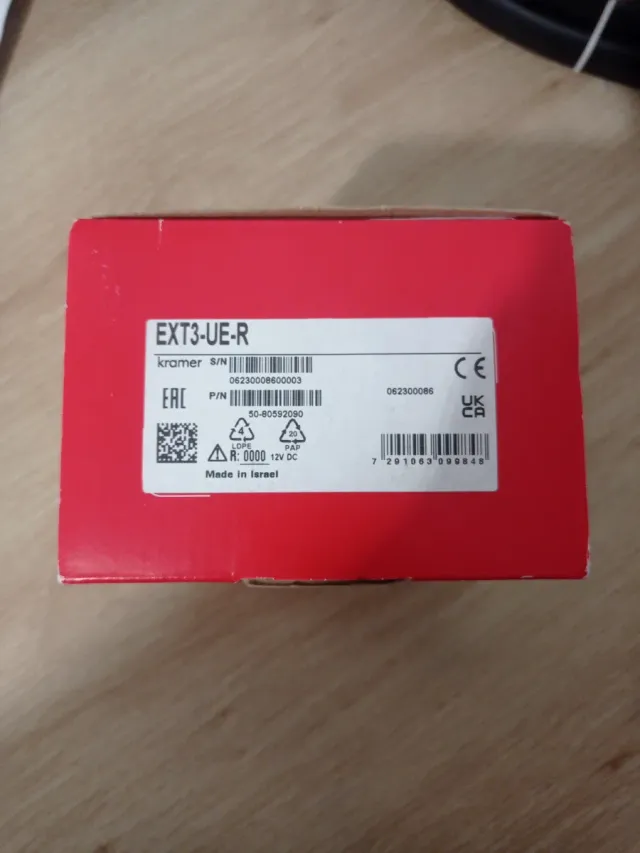 EXT3-UE-R
kramer S/N
06230008600003
EAC P/N
50-80592090
062300086
CE
UK
CA
4
LDPE
20
PAP
R: 0000 12V DC
Made in Israel
7 291063 099848